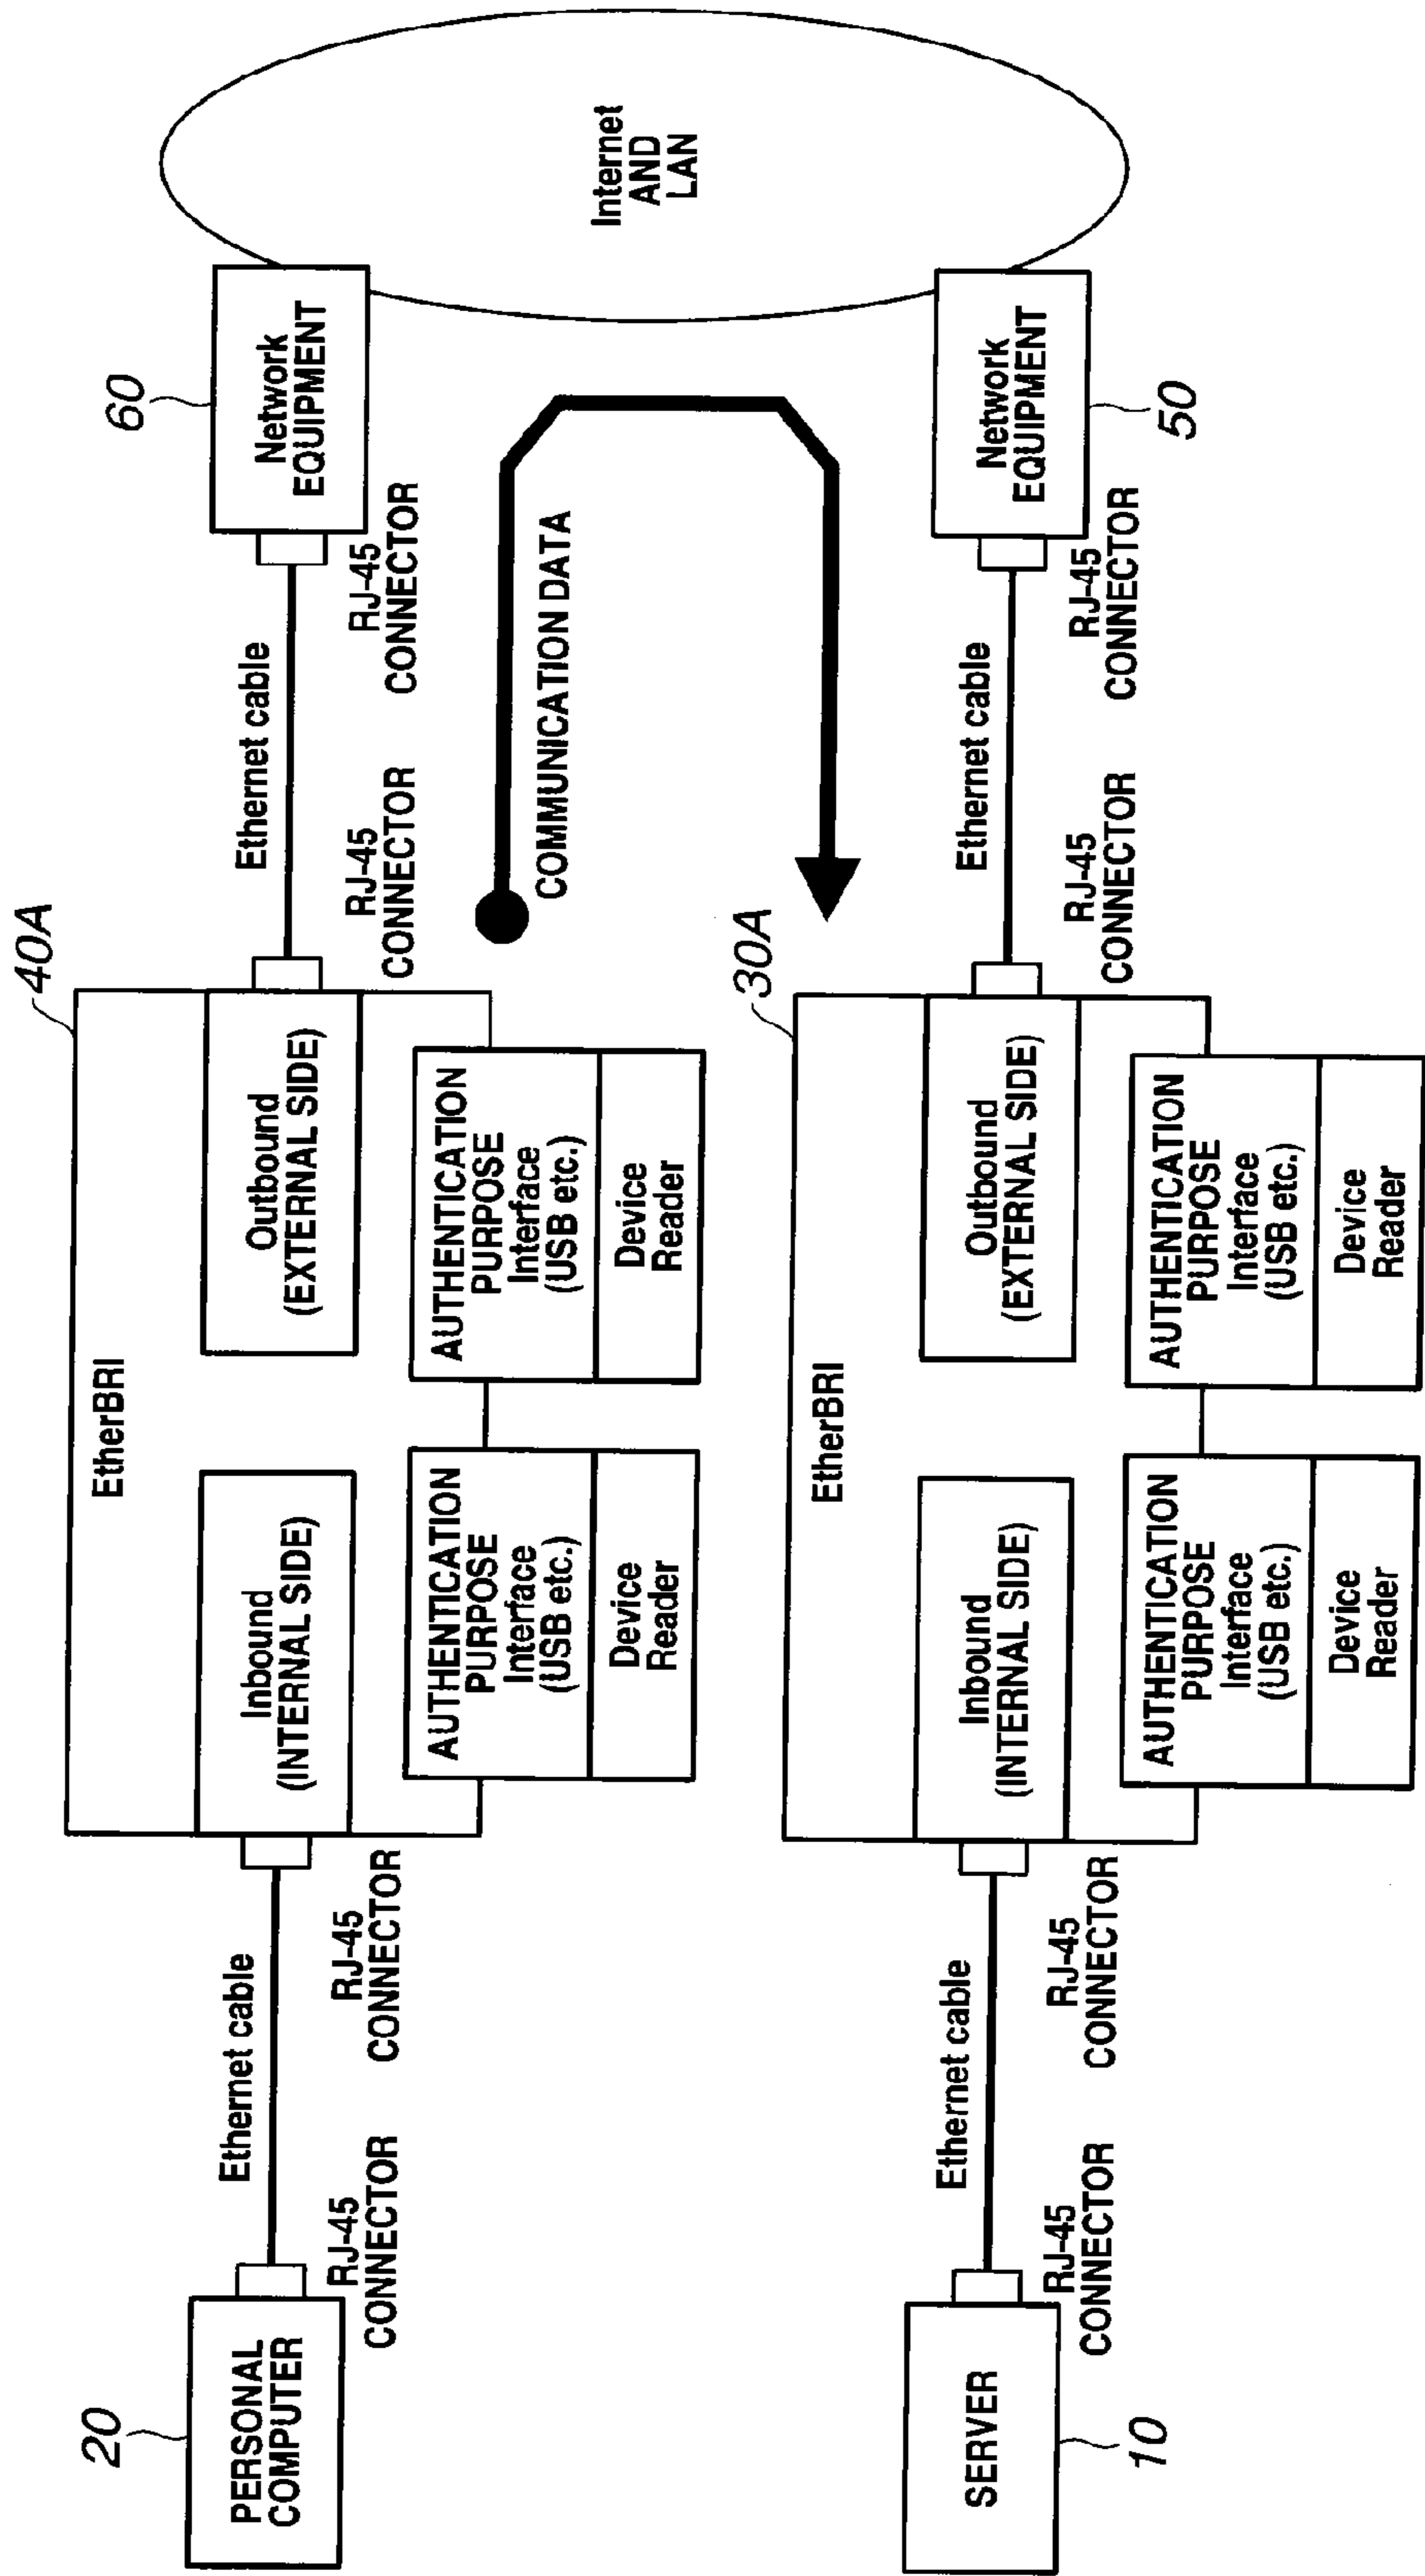 20
PERSONAL
COMPUTER
RJ-45
CONNECTOR
Ethernet cable
RJ-45
CONNECTOR
40A
EtherBRI
Inbound
(INTERNAL SIDE)
Outbound
(EXTERNAL SIDE)
AUTHENTICATION
PURPOSE
Interface
(USB etc.)
Device
Reader
AUTHENTICATION
PURPOSE
Interface
(USB etc.)
Device
Reader
RJ-45
CONNECTOR
Ethernet cable
RJ-45
CONNECTOR
60
Network
EQUIPMENT
COMMUNICATION DATA
Internet
AND
LAN
10
SERVER
RJ-45
CONNECTOR
Ethernet cable
RJ-45
CONNECTOR
30A
EtherBRI
Inbound
(INTERNAL SIDE)
Outbound
(EXTERNAL SIDE)
AUTHENTICATION
PURPOSE
Interface
(USB etc.)
Device
Reader
AUTHENTICATION
PURPOSE
Interface
(USB etc.)
Device
Reader
RJ-45
CONNECTOR
Ethernet cable
RJ-45
CONNECTOR
Network
EQUIPMENT
50